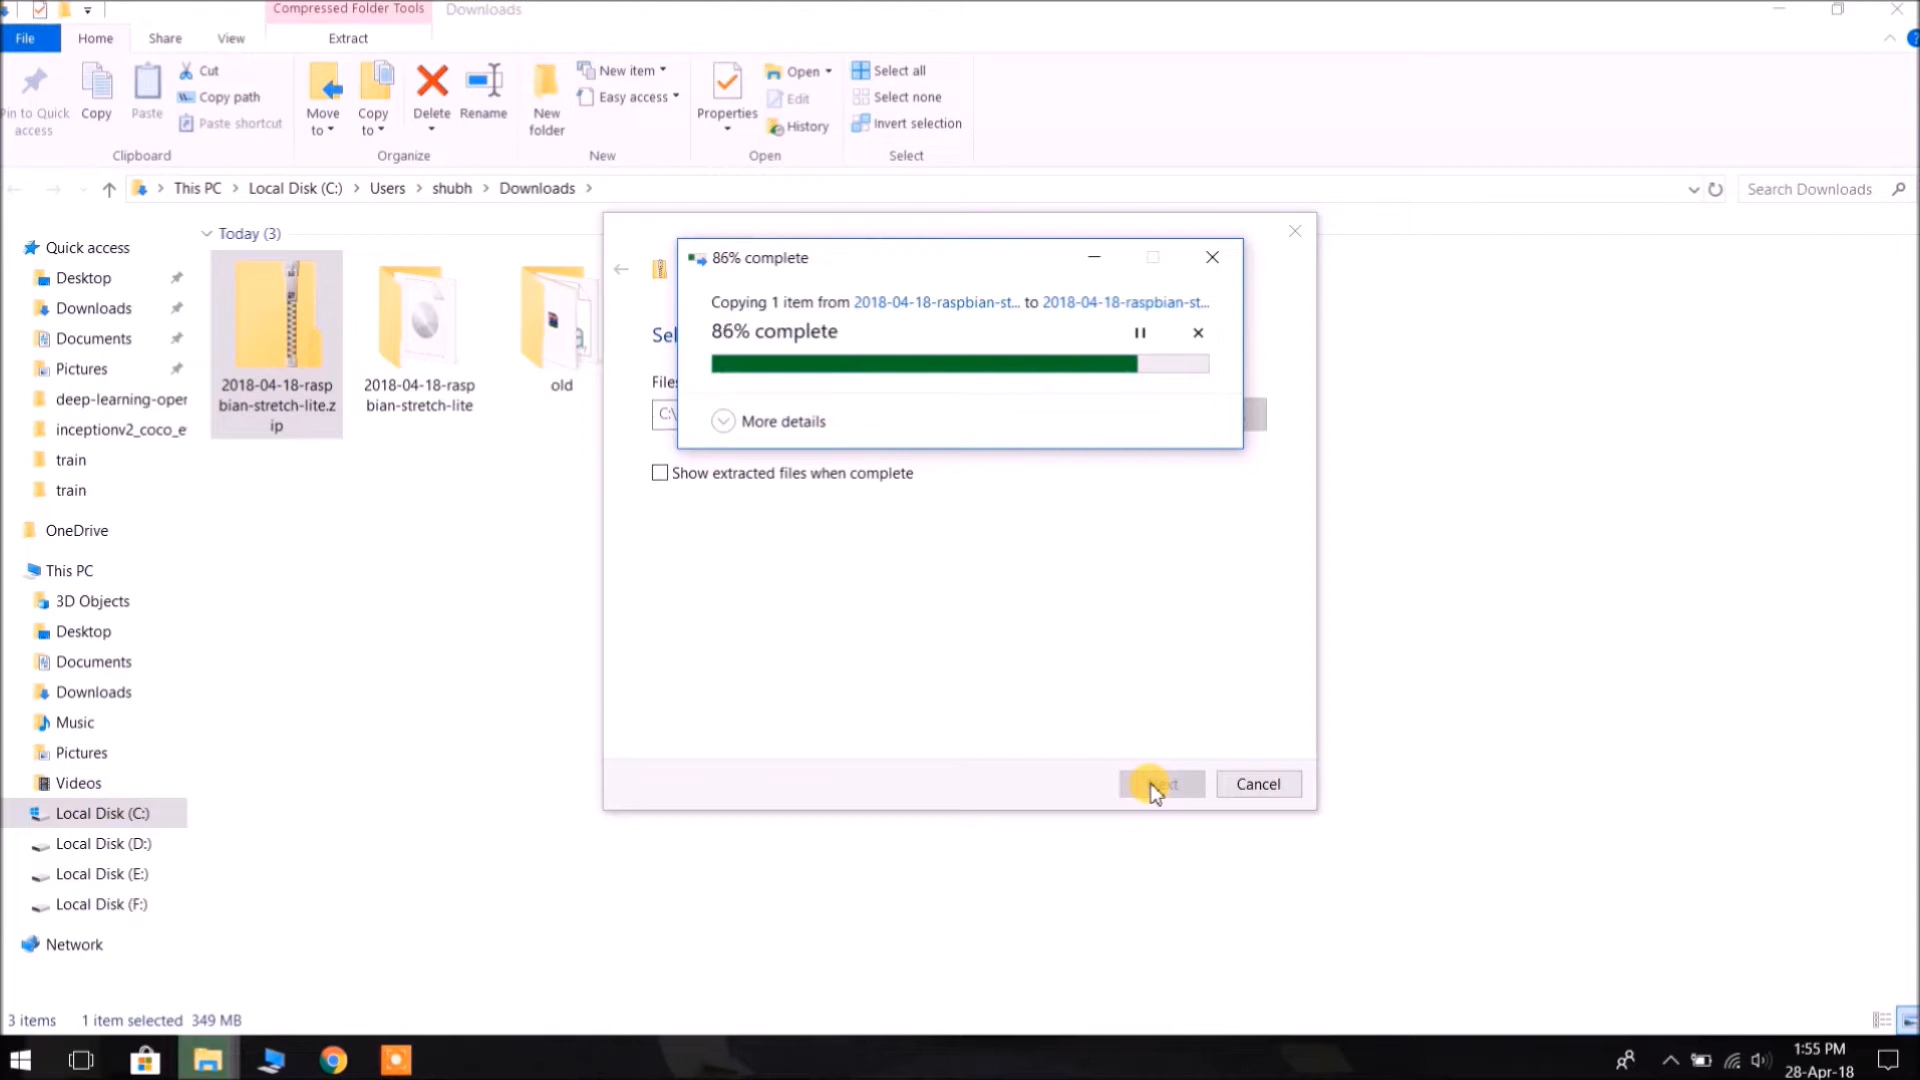 Compressed Folder Tools
Downloads
File
Home
Share
View
Extract
Pin to Quick
access
Copy
Paste
Cut
Copy path
Paste shortcut
Clipboard
Move
to
Copy
to
Delete
Rename
Organize
New
folder
New item
Easy access
New
Properties
Open
Edit
History
Open
Select all
Select none
Invert selection
Select
This PC > Local Disk (C:) > Users > shubh > Downloads >
Search Downloads
Quick access
Desktop
Downloads
Documents
Pictures
deep-learning-oper
inceptionv2_coco_e
train
train
OneDrive
This PC
3D Objects
Desktop
Documents
Downloads
Music
Pictures
Videos
Local Disk (C:)
Local Disk (D:)
Local Disk (E:)
Local Disk (F:)
Network
Today (3)
2018-04-18-rasp
bian-stretch-lite.z
ip
2018-04-18-rasp
bian-stretch-lite
old
86% complete
Copying 1 item from 2018-04-18-raspbian-st... to 2018-04-18-raspbian-st...
86% complete
More details
Sel
Files
C:\
Show extracted files when complete
Cancel
3 items
1 item selected 349 MB
1:55 PM
28-Apr-18